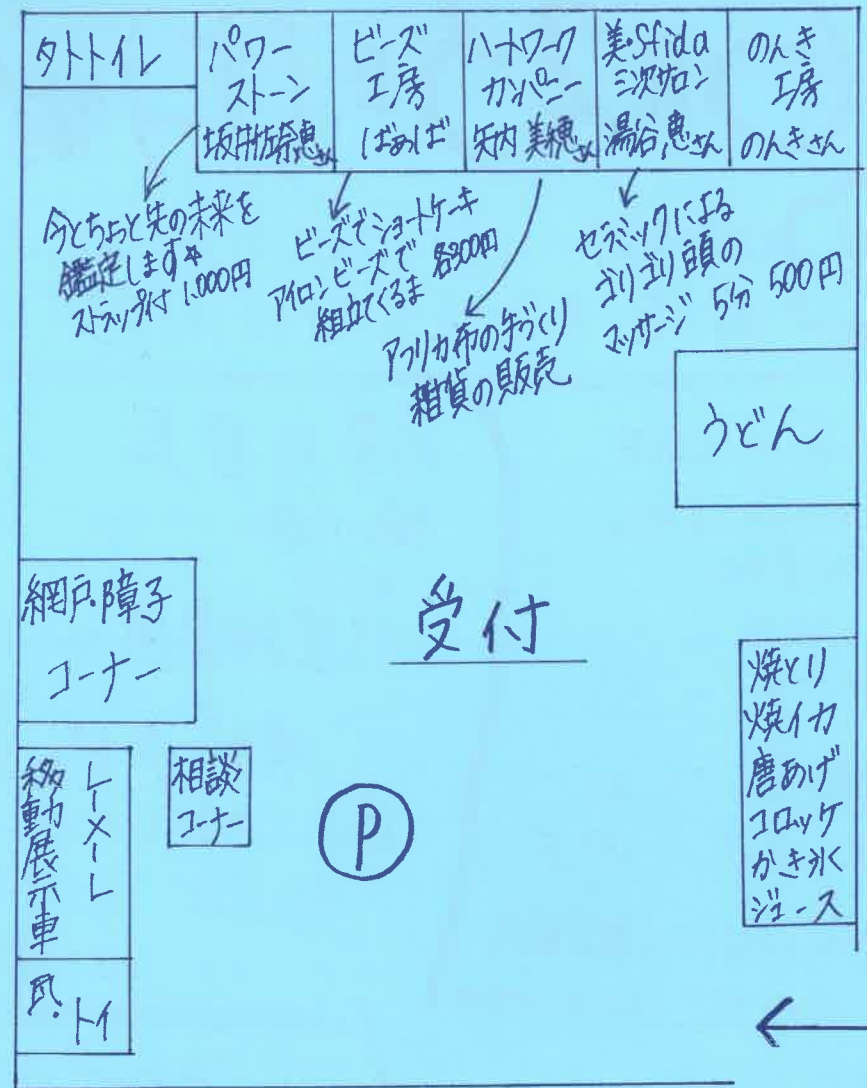 外トイレ
パワー
ストーン
坂井佐奈恵さん
ビーズ
工房
ばぁば
ハートワーク
カンパニー
矢内美穂さん
美・Sfida
三次サロン
湯谷恵さん
のんき
工房
のんきさん
今とちょっと先の未来を
鑑定します☆
ストラップ付 1,000円
ビーズでショートケーキ
アイロンビーズで
組立てくるま 各300円
アフリカ布の手づくり
雑貨の販売
セラミックによる
ゴリゴリ頭の
マッサージ 5分 500円
うどん
網戸・障子
コーナー
受付
焼とり
焼イカ
唐あげ
コロッケ
かき氷
ジュース
相談
コーナー
P
移動展示車
瓦・トイ